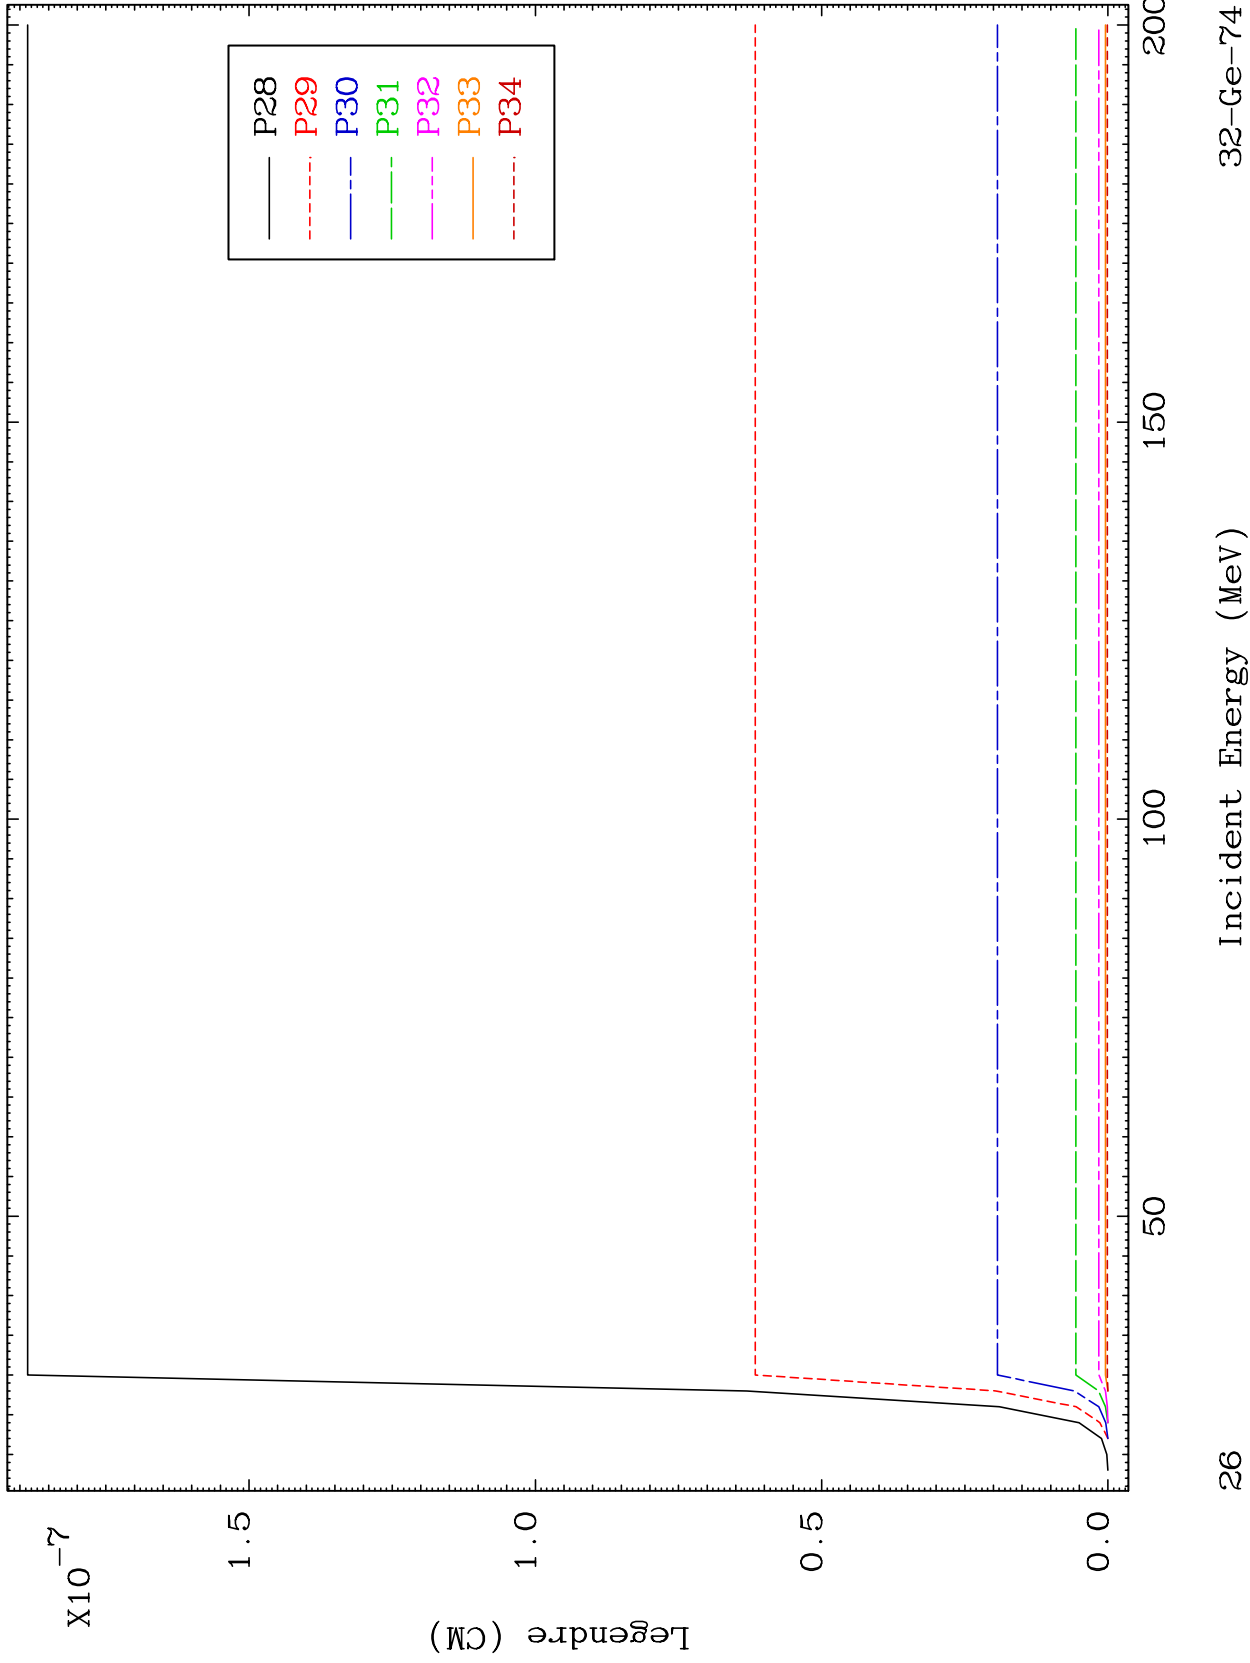 X10-7
1.5
1.0
0.5
0.0
Legendre (CM)
P28
P29
P30
P31
P32
P33
P34
50
100
150
200
26
Incident Energy (MeV)
32-Ge-74